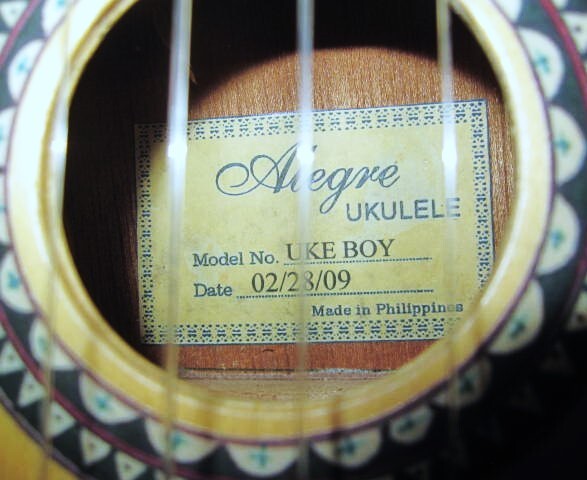 Alegre
UKULELE
Model No. UKE BOY
Date 02/28/09
Made in Philippines